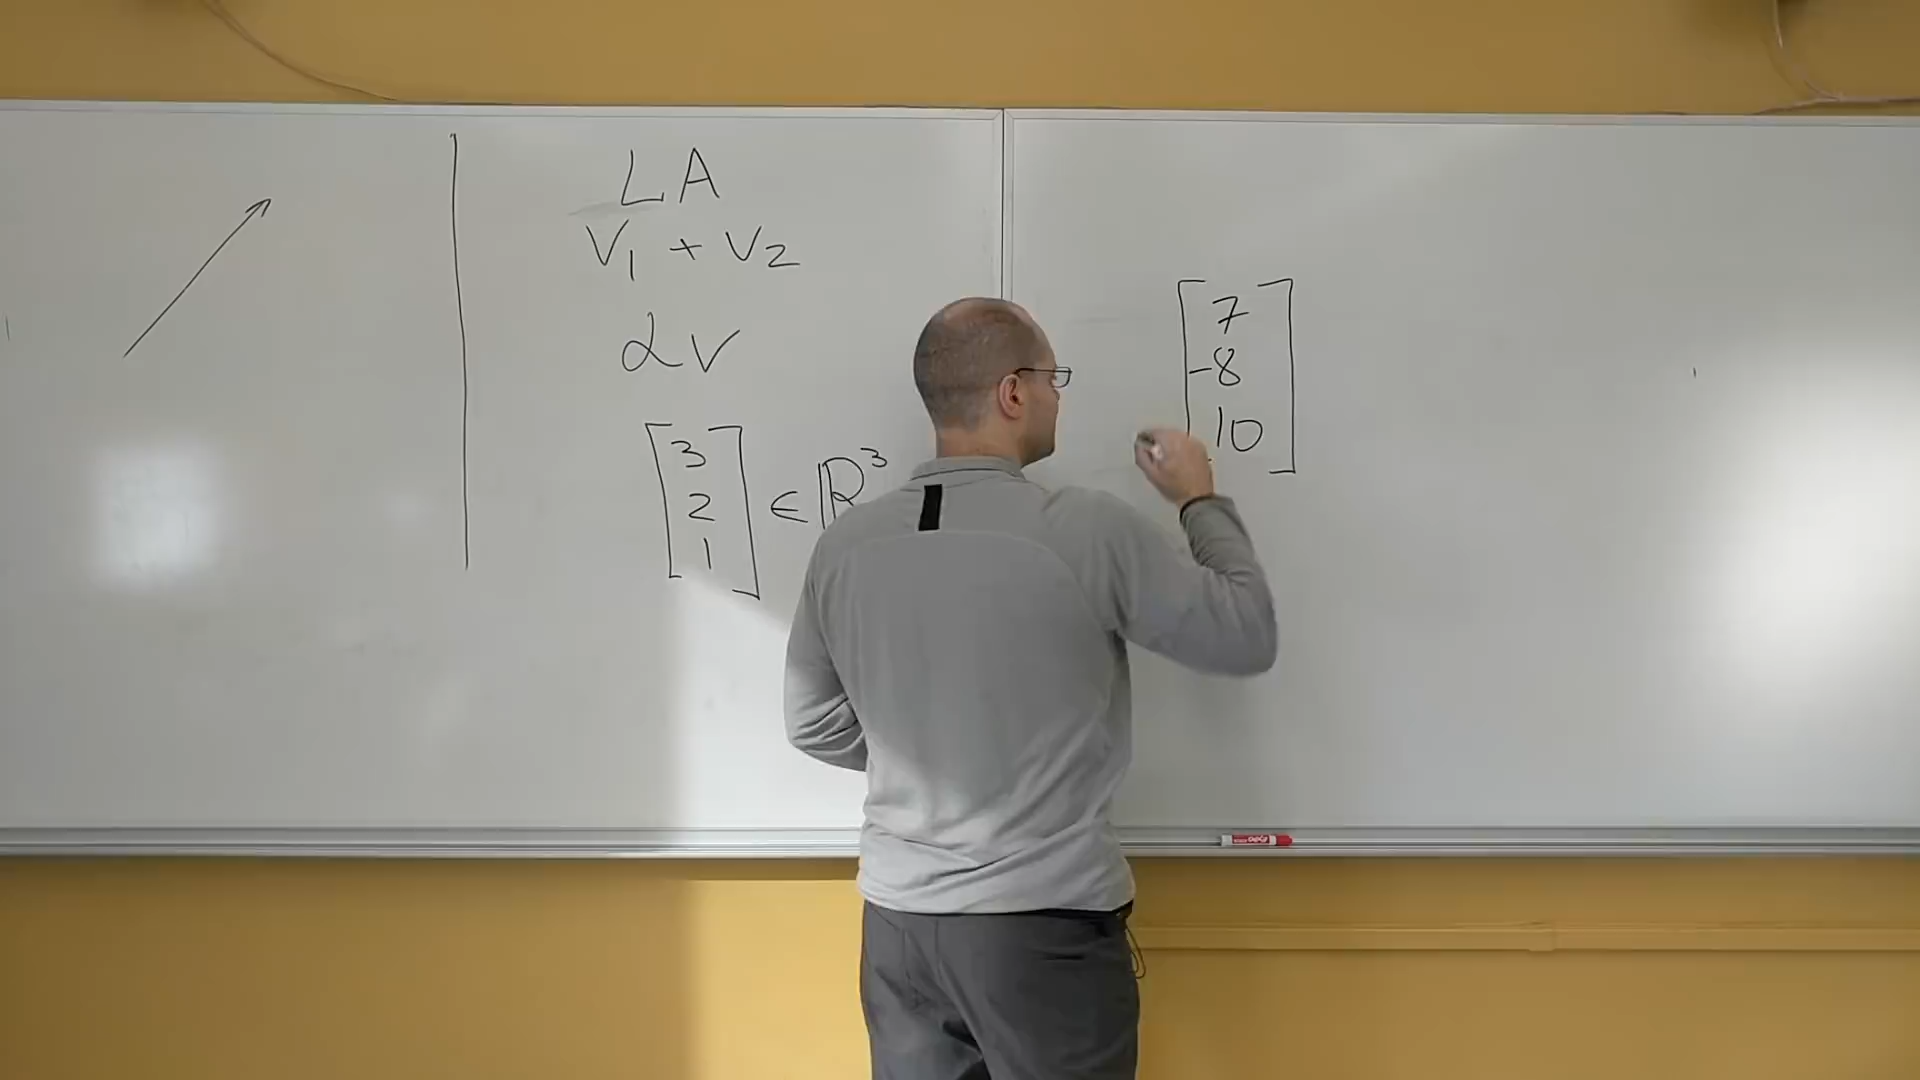 LA
V₁ + V₂
αv
[3
2
1] ∈ ℝ³
[7
-8
10]